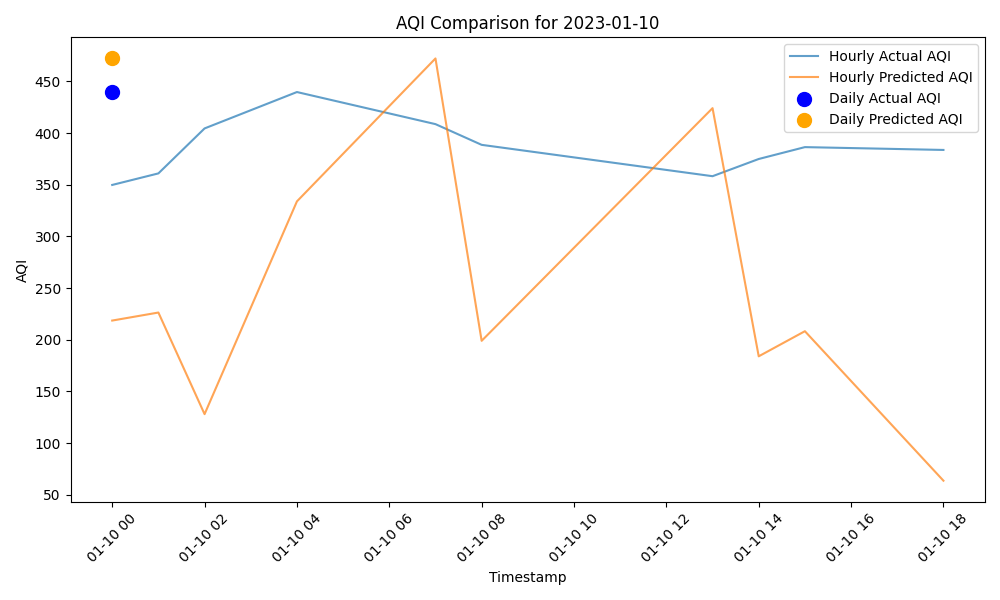 AQI Comparison for 2023-01-10
Hourly Actual AQI
Hourly Predicted AQI
Daily Actual AQI
Daily Predicted AQI
AQI
450
400
350
300
250
200
150
100
50
01-10 00
01-10 02
01-10 04
01-10 06
01-10 08
01-10 10
01-10 12
01-10 14
01-10 16
01-10 18
Timestamp